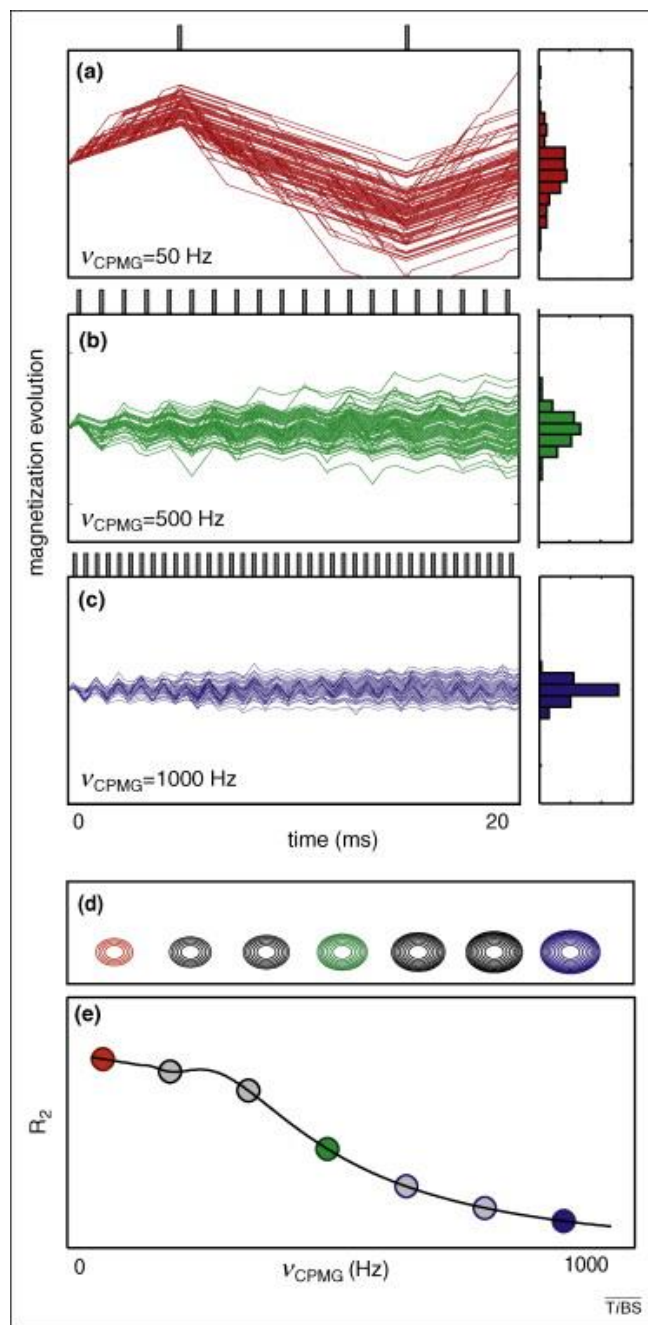 (a)
νCPMG=50 Hz
(b)
νCPMG=500 Hz
(c)
νCPMG=1000 Hz
magnetization evolution
0 20
time (ms)
(d)
(e)
R2
0 1000
νCPMG (Hz)
TiBS